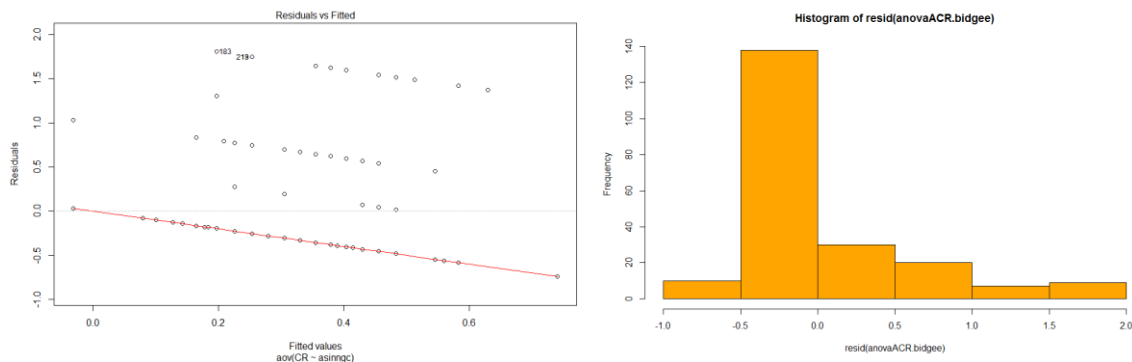 Residuals vs Fitted
2.0
1.5
1.0
0.5
0.0
-0.5
-1.0
Residuals
183
219
0.0 0.2 0.4 0.6
Fitted values
aov(CR ~ asinngc)
Histogram of resid(anovaACR.bidgee)
140
120
100
80
60
40
20
0
Frequency
-1.0 -0.5 0.0 0.5 1.0 1.5 2.0
resid(anovaACR.bidgee)